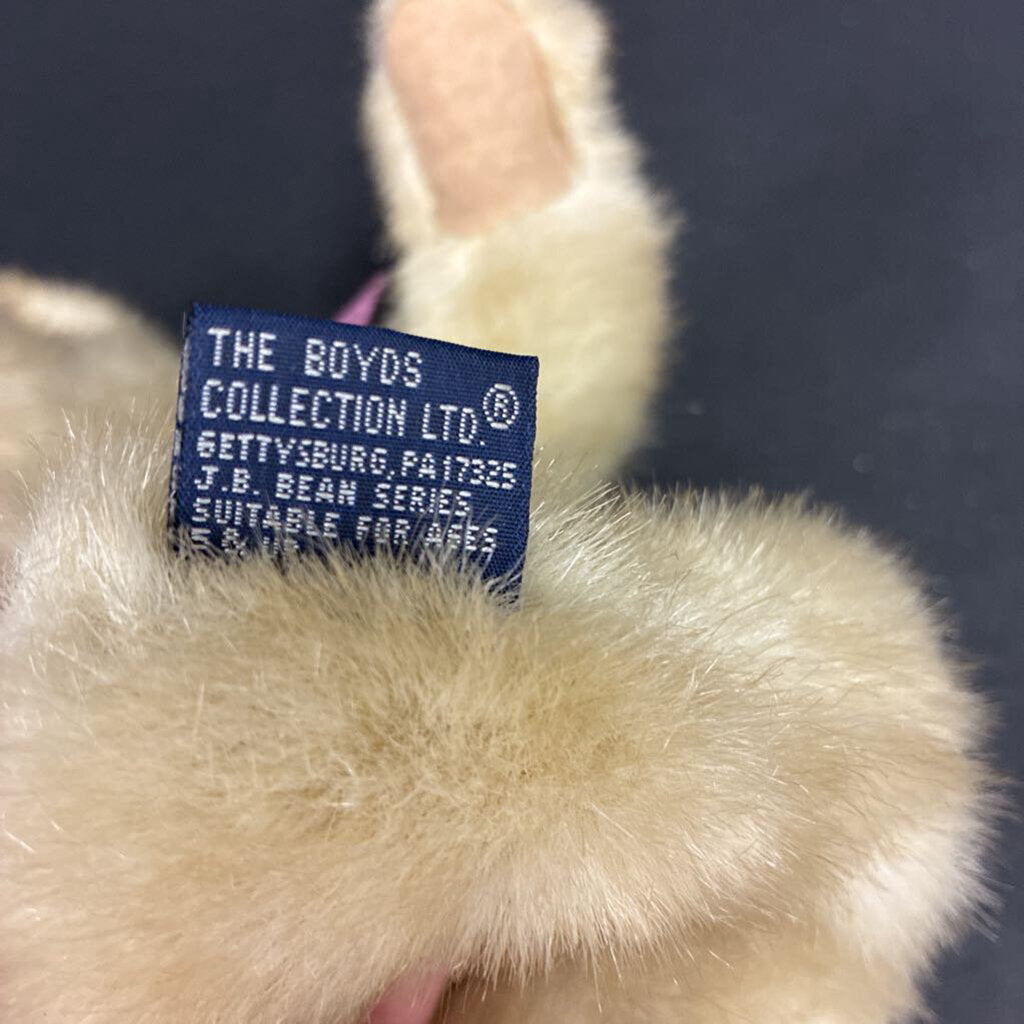 THE BOYDS
COLLECTION LTD.®
GETTYSBURG, PA 17325
J.B. BEAN SERIES
SUITABLE FOR AGES